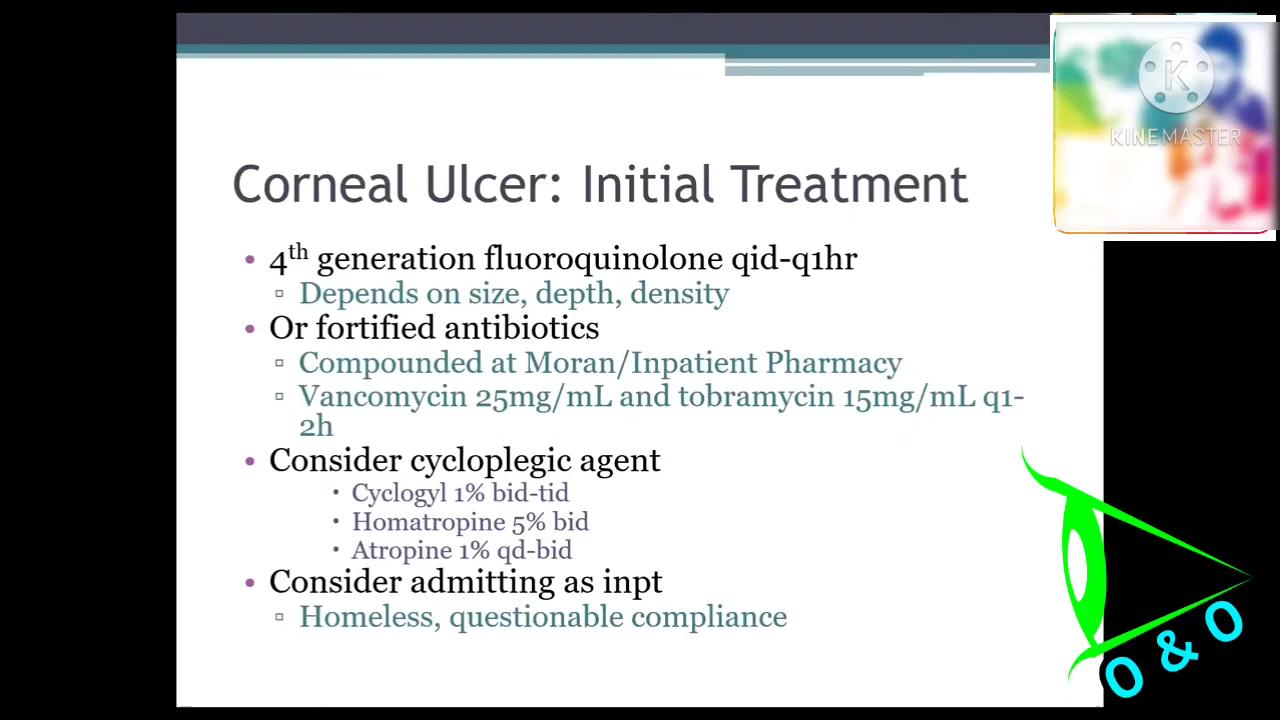 K
KINEMASTER
Corneal Ulcer: Initial Treatment
• 4th generation fluoroquinolone qid-q1hr
▫ Depends on size, depth, density
• Or fortified antibiotics
▫ Compounded at Moran/Inpatient Pharmacy
▫ Vancomycin 25mg/mL and tobramycin 15mg/mL q1-
2h
• Consider cycloplegic agent
▪ Cyclogyl 1% bid-tid
▪ Homatropine 5% bid
▪ Atropine 1% qd-bid
• Consider admitting as inpt
▫ Homeless, questionable compliance
O & O